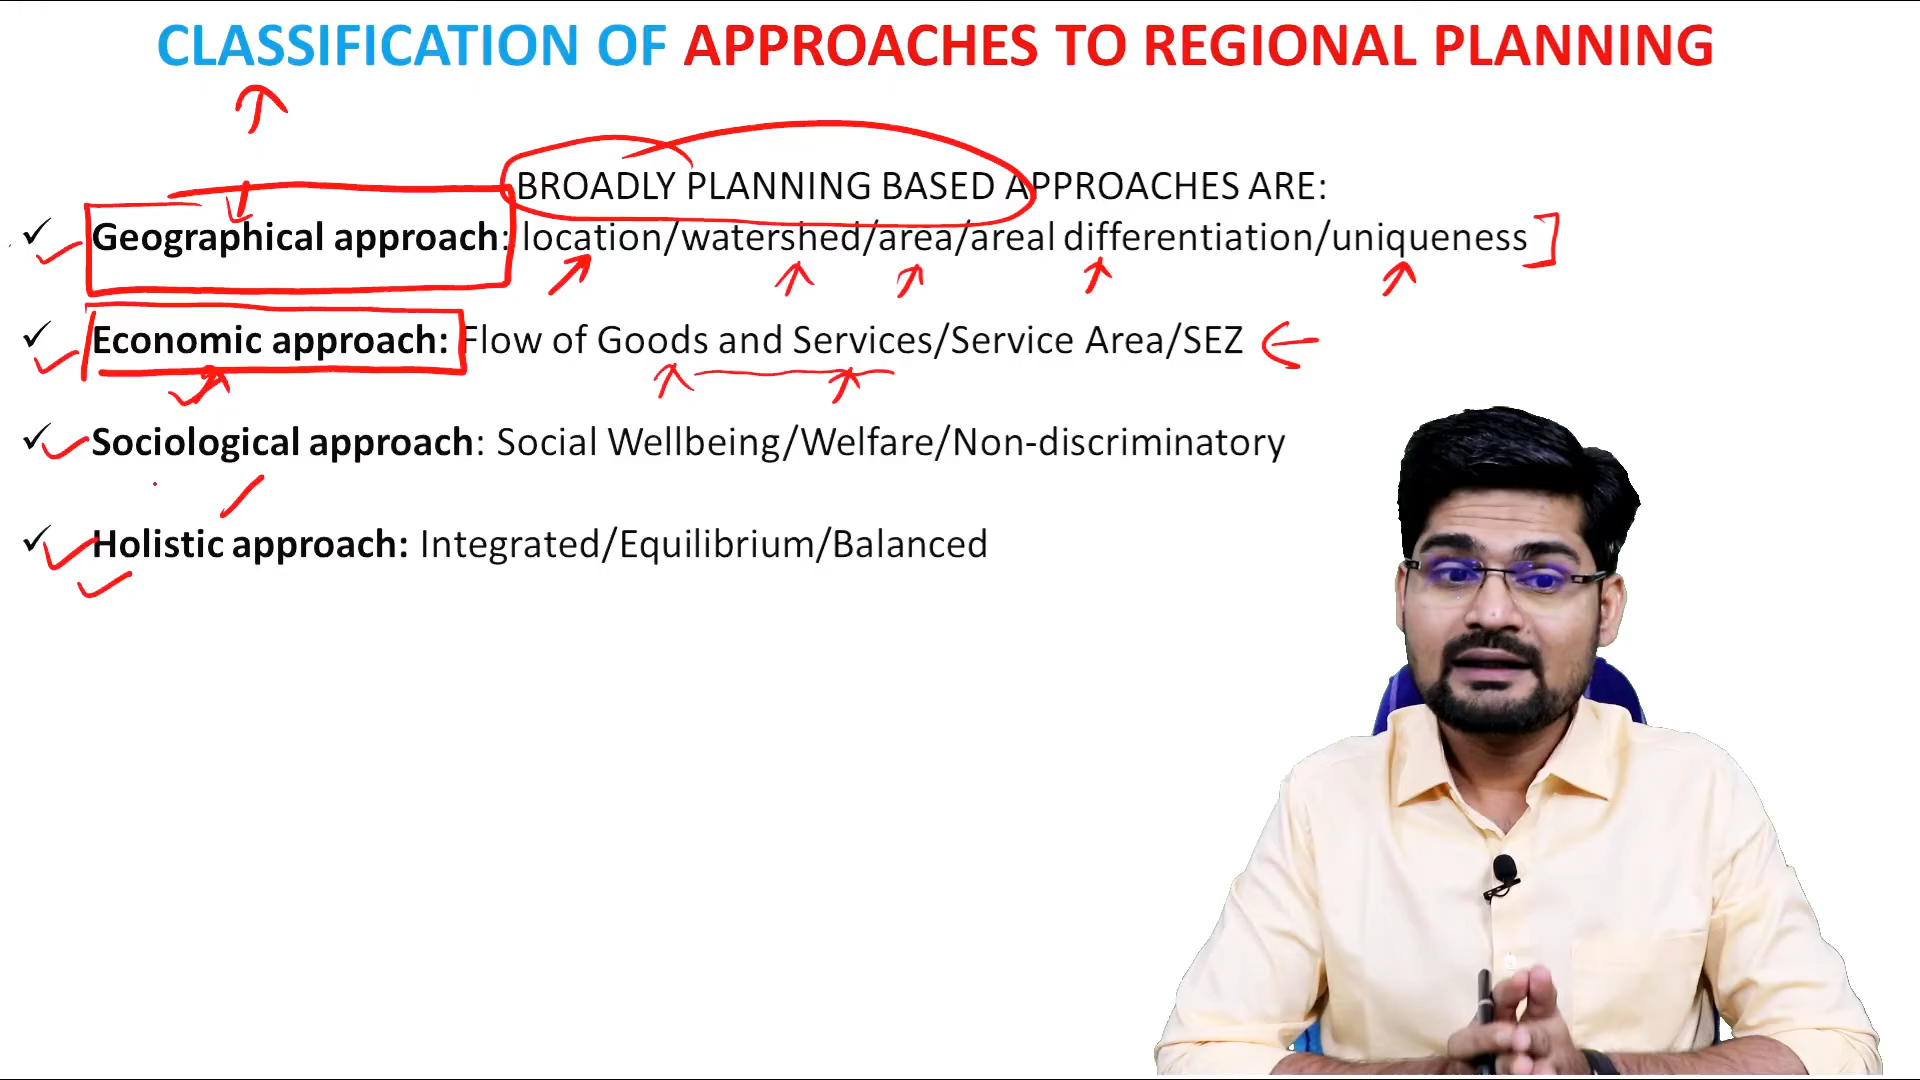 CLASSIFICATION OF APPROACHES TO REGIONAL PLANNING
BROADLY PLANNING BASED APPROACHES ARE:
✓ Geographical approach: location/watershed/area/areal differentiation/uniqueness
✓ Economic approach: Flow of Goods and Services/Service Area/SEZ
✓ Sociological approach: Social Wellbeing/Welfare/Non-discriminatory
✓ Holistic approach: Integrated/Equilibrium/Balanced